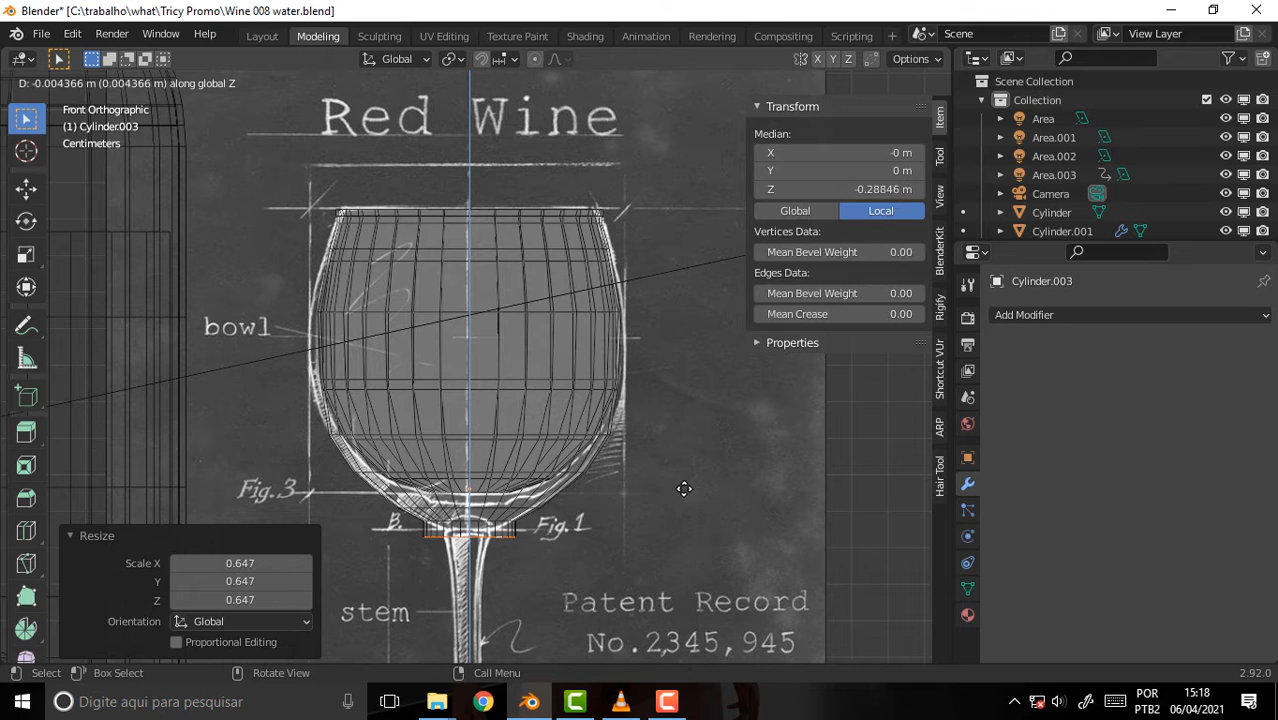 Blender* [C:\trabalho\what\Tricy Promo\Wine 008 water.blend]
File Edit Render Window Help Layout Modeling Sculpting UV Editing Texture Paint Shading Animation Rendering Compositing Scripting Scene View Layer
Global X Y Z Options
D: -0.004366 m (0.004366 m) along global Z
Front Orthographic
(1) Cylinder.003
Centimeters
Red Wine
bowl
Fig.3
B.
Fig.1
stem
Patent Record
No.2,345,945
Transform
Median:
X -0 m
Y 0 m
Z -0.28846 m
Global Local
Vertices Data:
Mean Bevel Weight 0.00
Edges Data:
Mean Bevel Weight 0.00
Mean Crease 0.00
Properties
Item
Tool
View
BlenderKit
Rigify
Shortcut VUr
ARP
Hair Tool
Scene Collection
Collection
Area
Area.001
Area.002
Area.003
Camera
Cylinder
Cylinder.001
Cylinder.003
Add Modifier
Resize
Scale X 0.647
Y 0.647
Z 0.647
Orientation Global
Proportional Editing
Select Box Select Rotate View Call Menu 2.92.0
Digite aqui para pesquisar
POR
PTB2
15:18
06/04/2021